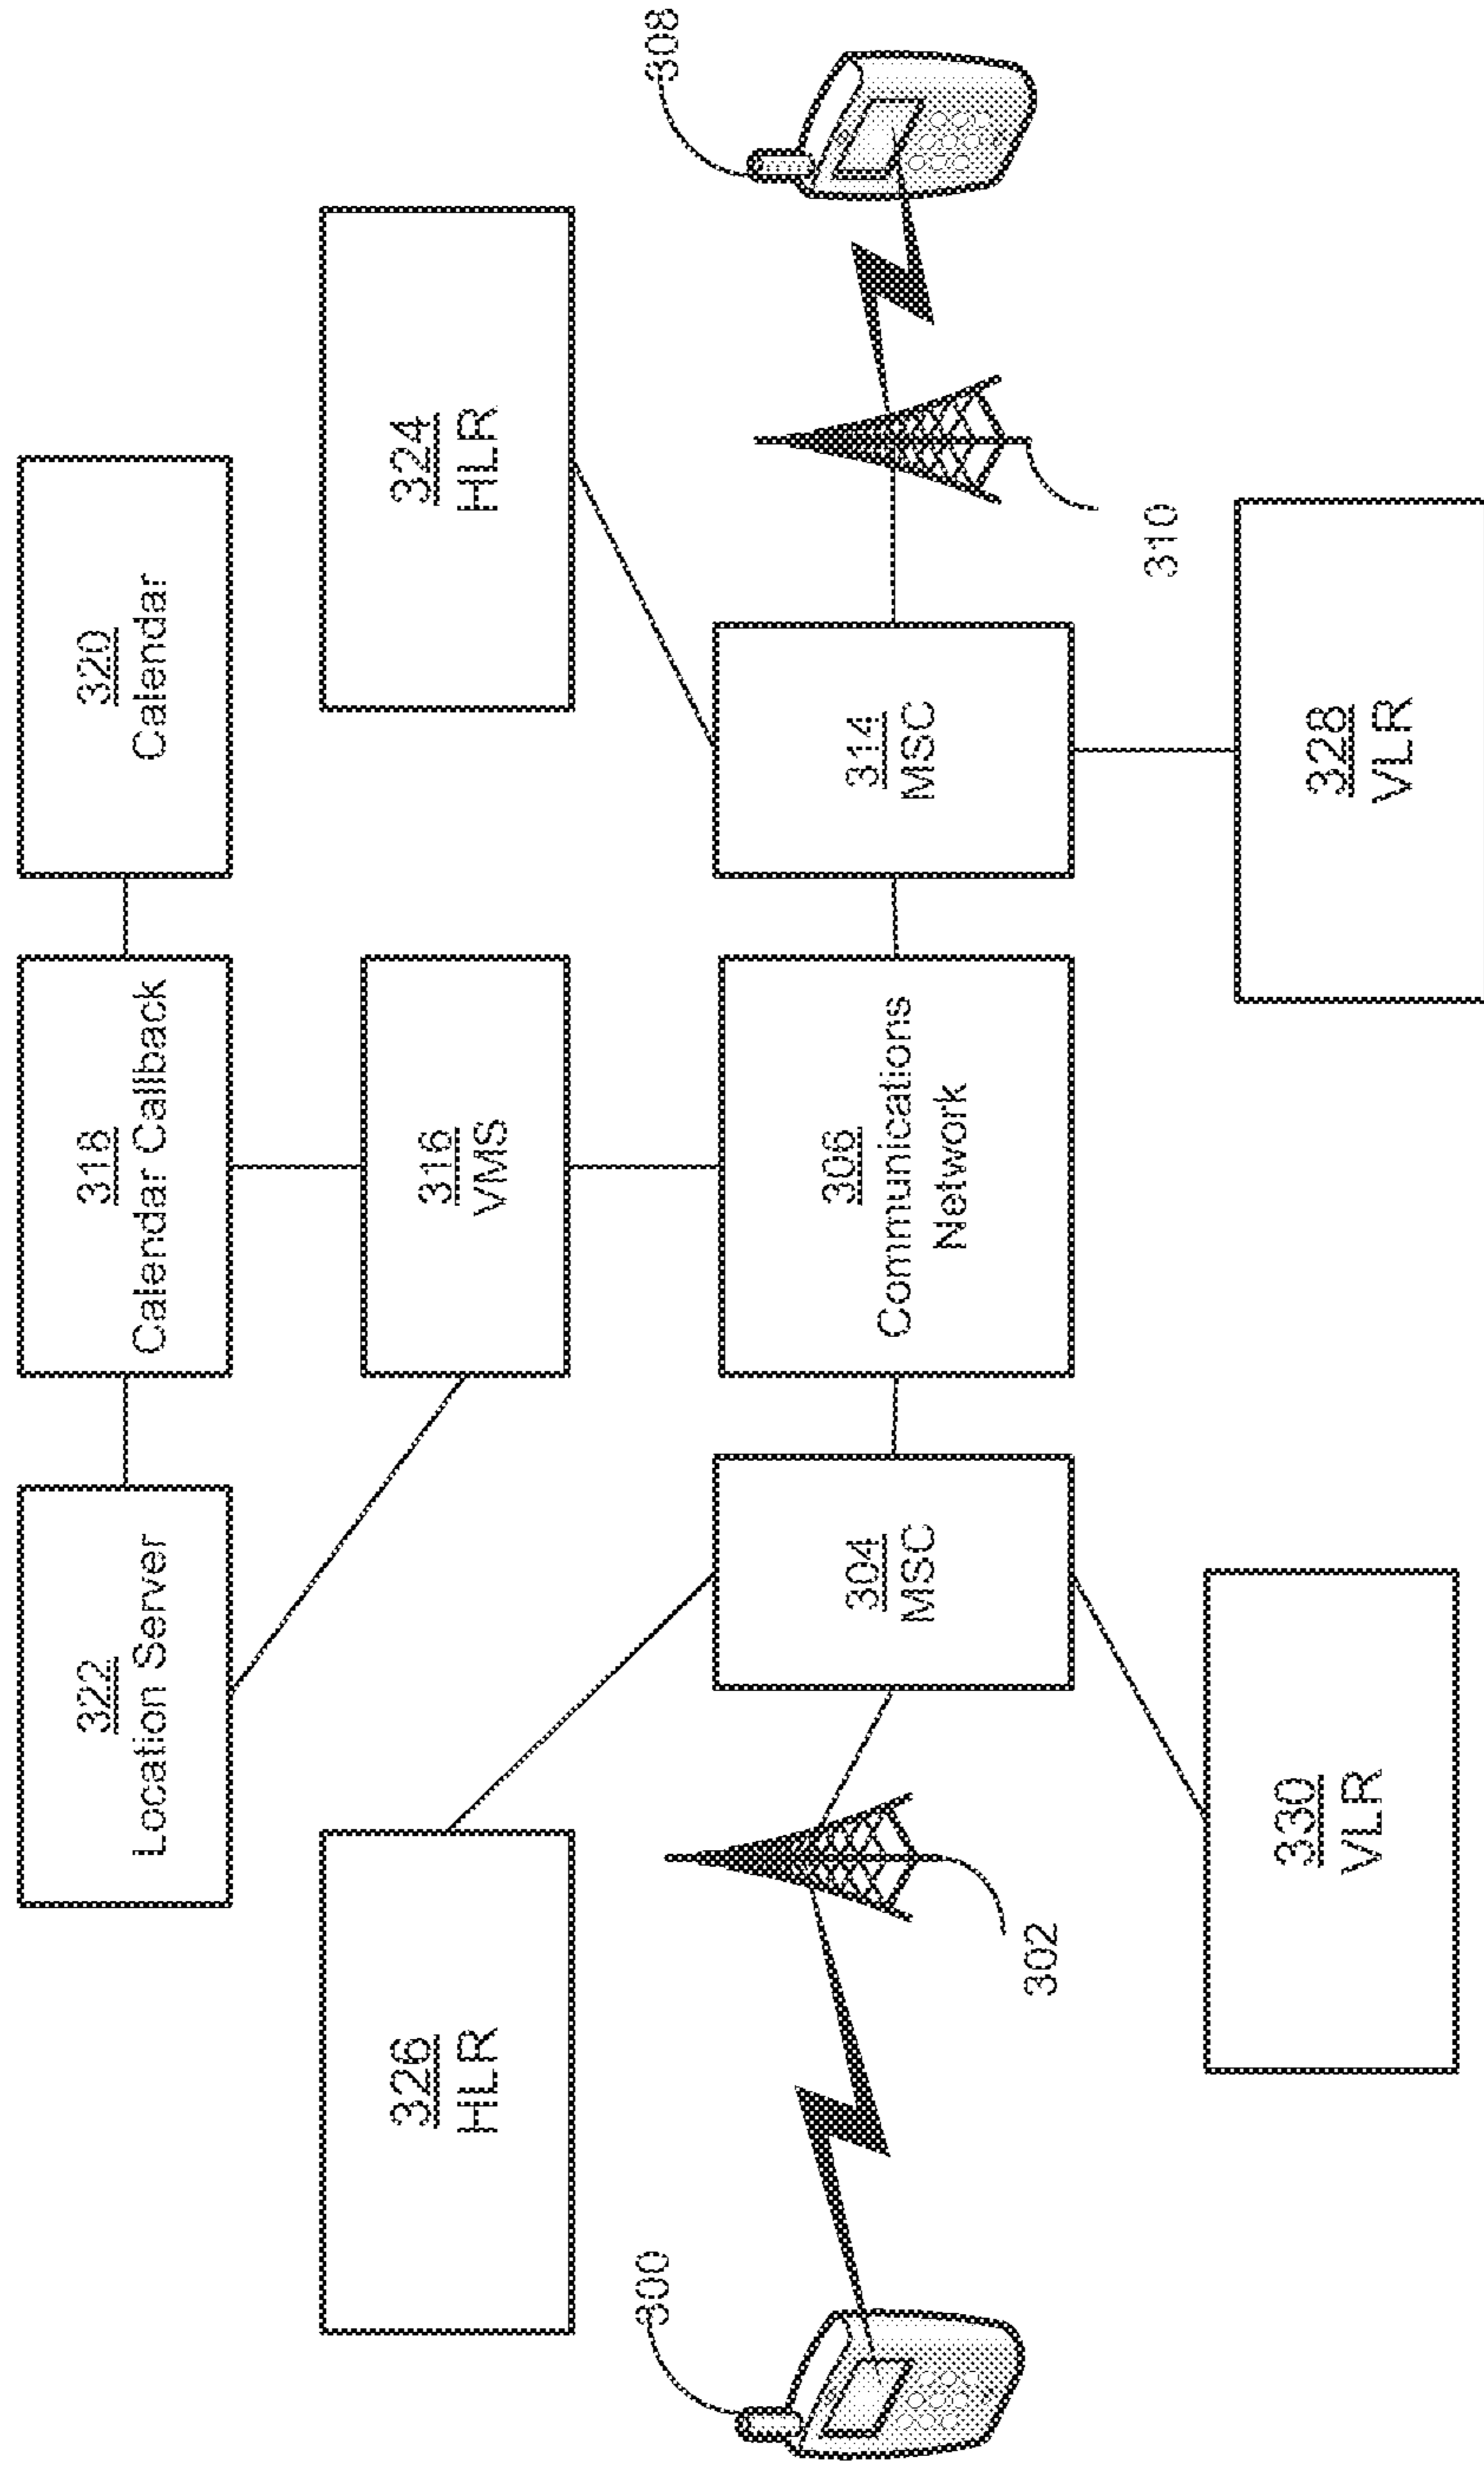 322
Location Server
318
Calendar Callback
320
Calendar
326
HLR
316
VMS
324
HLR
300
302
304
MSC
306
Communications
Network
314
MSC
310
308
330
VLR
328
VLR